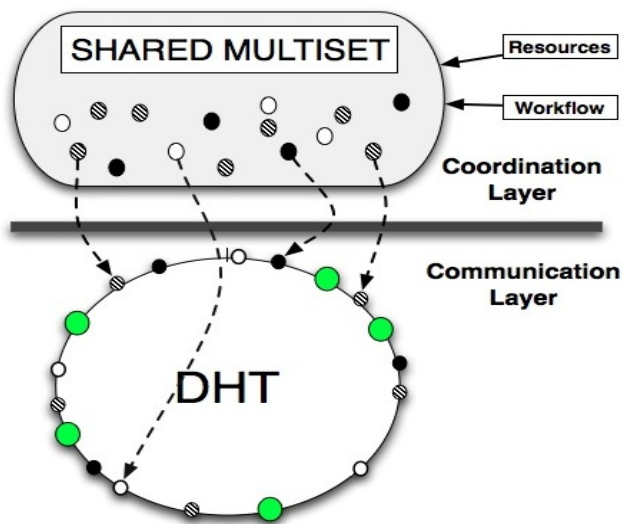 SHARED MULTISET
Resources
Workflow
Coordination
Layer
Communication
Layer
DHT